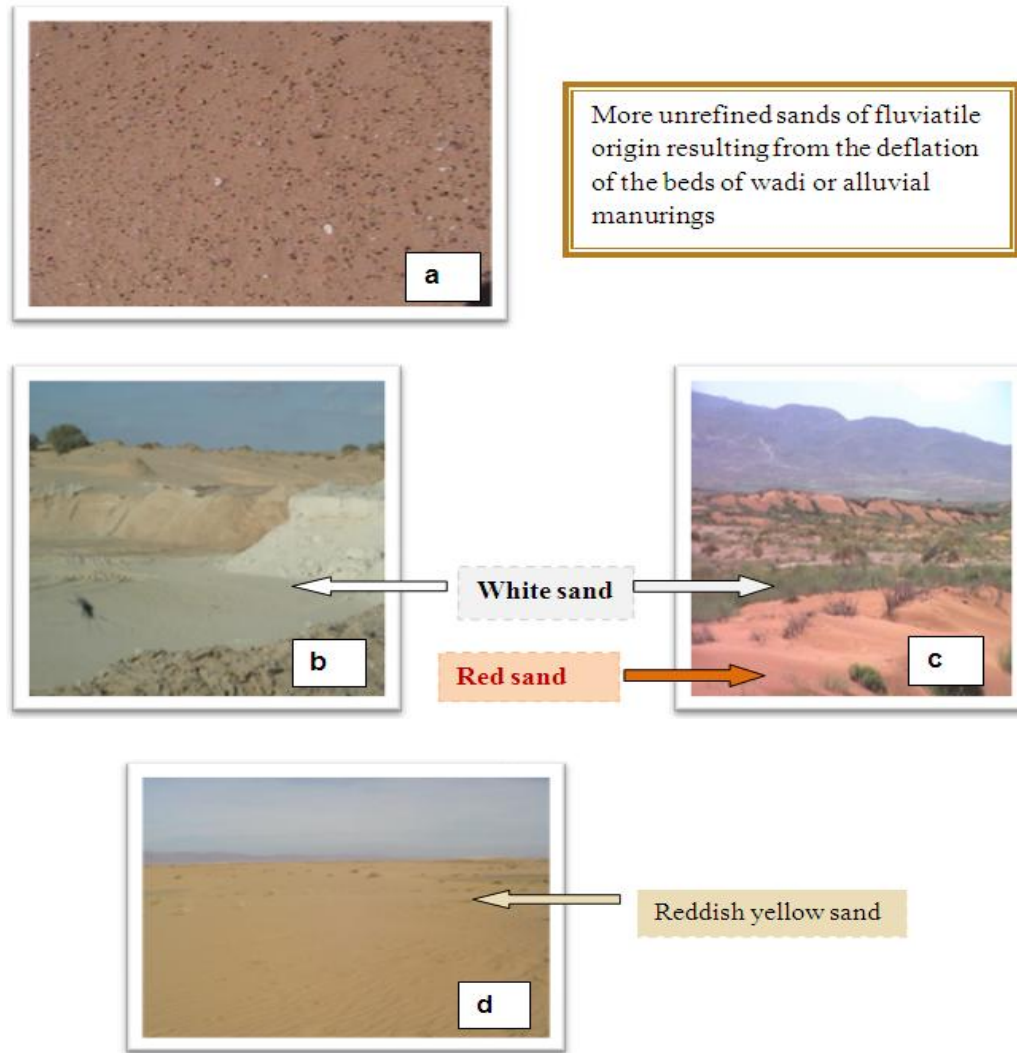 More unrefined sands of fluviatile
origin resulting from the deflation
of the beds of wadi or alluvial
manurings
a
White sand
b
Red sand
c
Reddish yellow sand
d